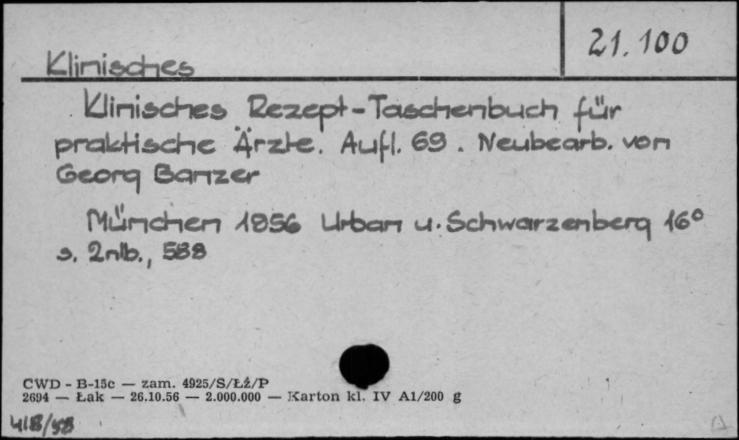 21.100
Klinisches
Klinisches Rezept-Taschenbuch für
praktische Ärzte. Aufl. 69. Neubearb. von
Georg Banzer
München 1956 Urban u. Schwarzenberg 16°
s. 2nlb., 588
CWD - B-15c — zam. 4925/S/Łź/P
2694 — Łak — 26.10.56 — 2.000.000 — Karton kl. IV A1/200 g
418/58